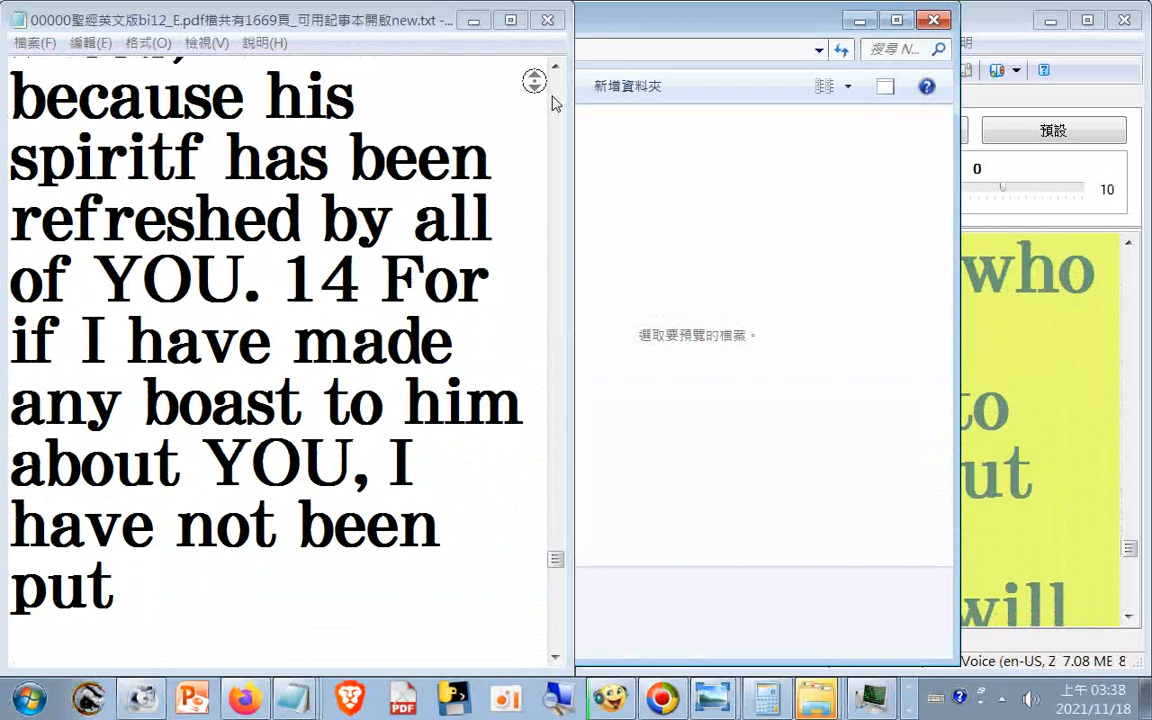 00000聖經英文版bi12_E.pdf檔共有1669頁_可用記事本開啟new.txt -...
檔案(F) 編輯(E) 格式(O) 檢視(V) 說明(H)
because his
spiritf has been
refreshed by all
of YOU. 14 For
if I have made
any boast to him
about YOU, I
have not been
put
搜尋 N...
新增資料夾
選取要預覽的檔案。
明
預設
0
10
who
to
ut
will
Voice (en-US, Z 7.08 ME 8
PDF
上午 03:38
2021/11/18